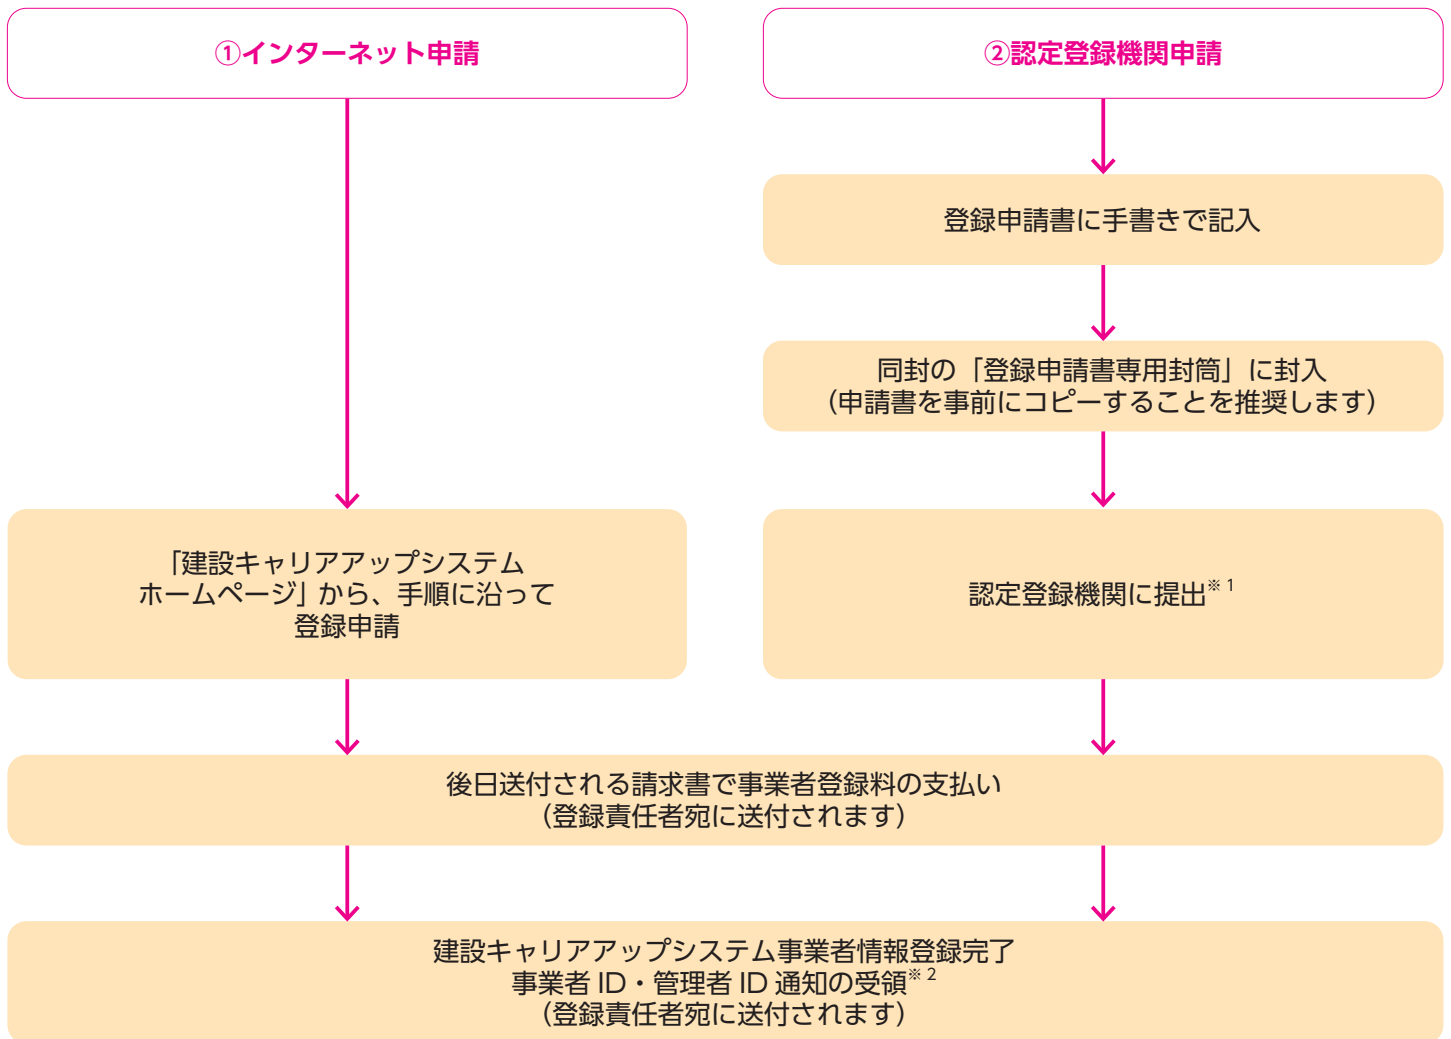 ①インターネット申請
②認定登録機関申請
登録申請書に手書きで記入
同封の「登録申請書専用封筒」に封入
(申請書を事前にコピーすることを推奨します)
「建設キャリアアップシステム
ホームページ」から、手順に沿って
登録申請
認定登録機関に提出※1
後日送付される請求書で事業者登録料の支払い
(登録責任者宛に送付されます)
建設キャリアアップシステム事業者情報登録完了
事業者 ID・管理者 ID 通知の受領※2
(登録責任者宛に送付されます)